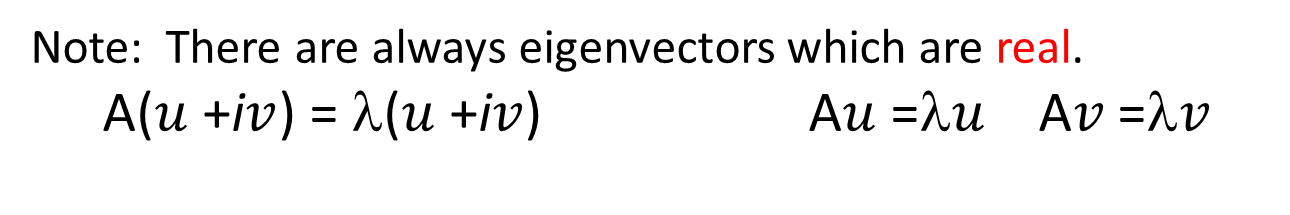 Note: There are always eigenvectors which are real.
A(u +iv) = λ(u +iv) Au =λu Av =λv